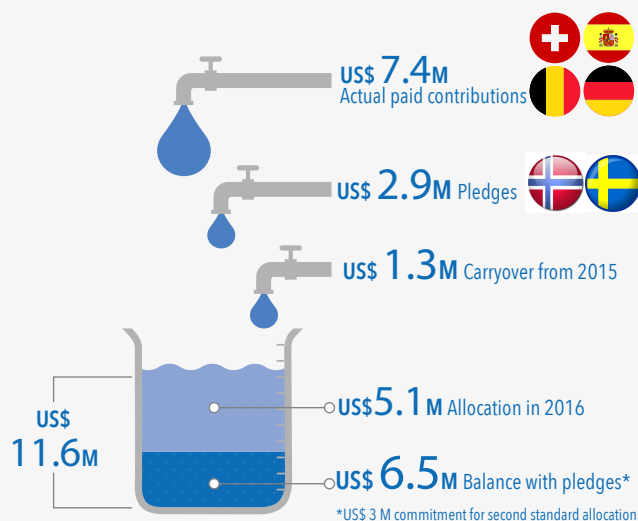 US$ 7.4M
Actual paid contributions
US$ 2.9M Pledges
US$ 1.3M Carryover from 2015
US$
11.6M
US$5.1M Allocation in 2016
US$ 6.5M Balance with pledges*
*US$ 3 M commitment for second standard allocation